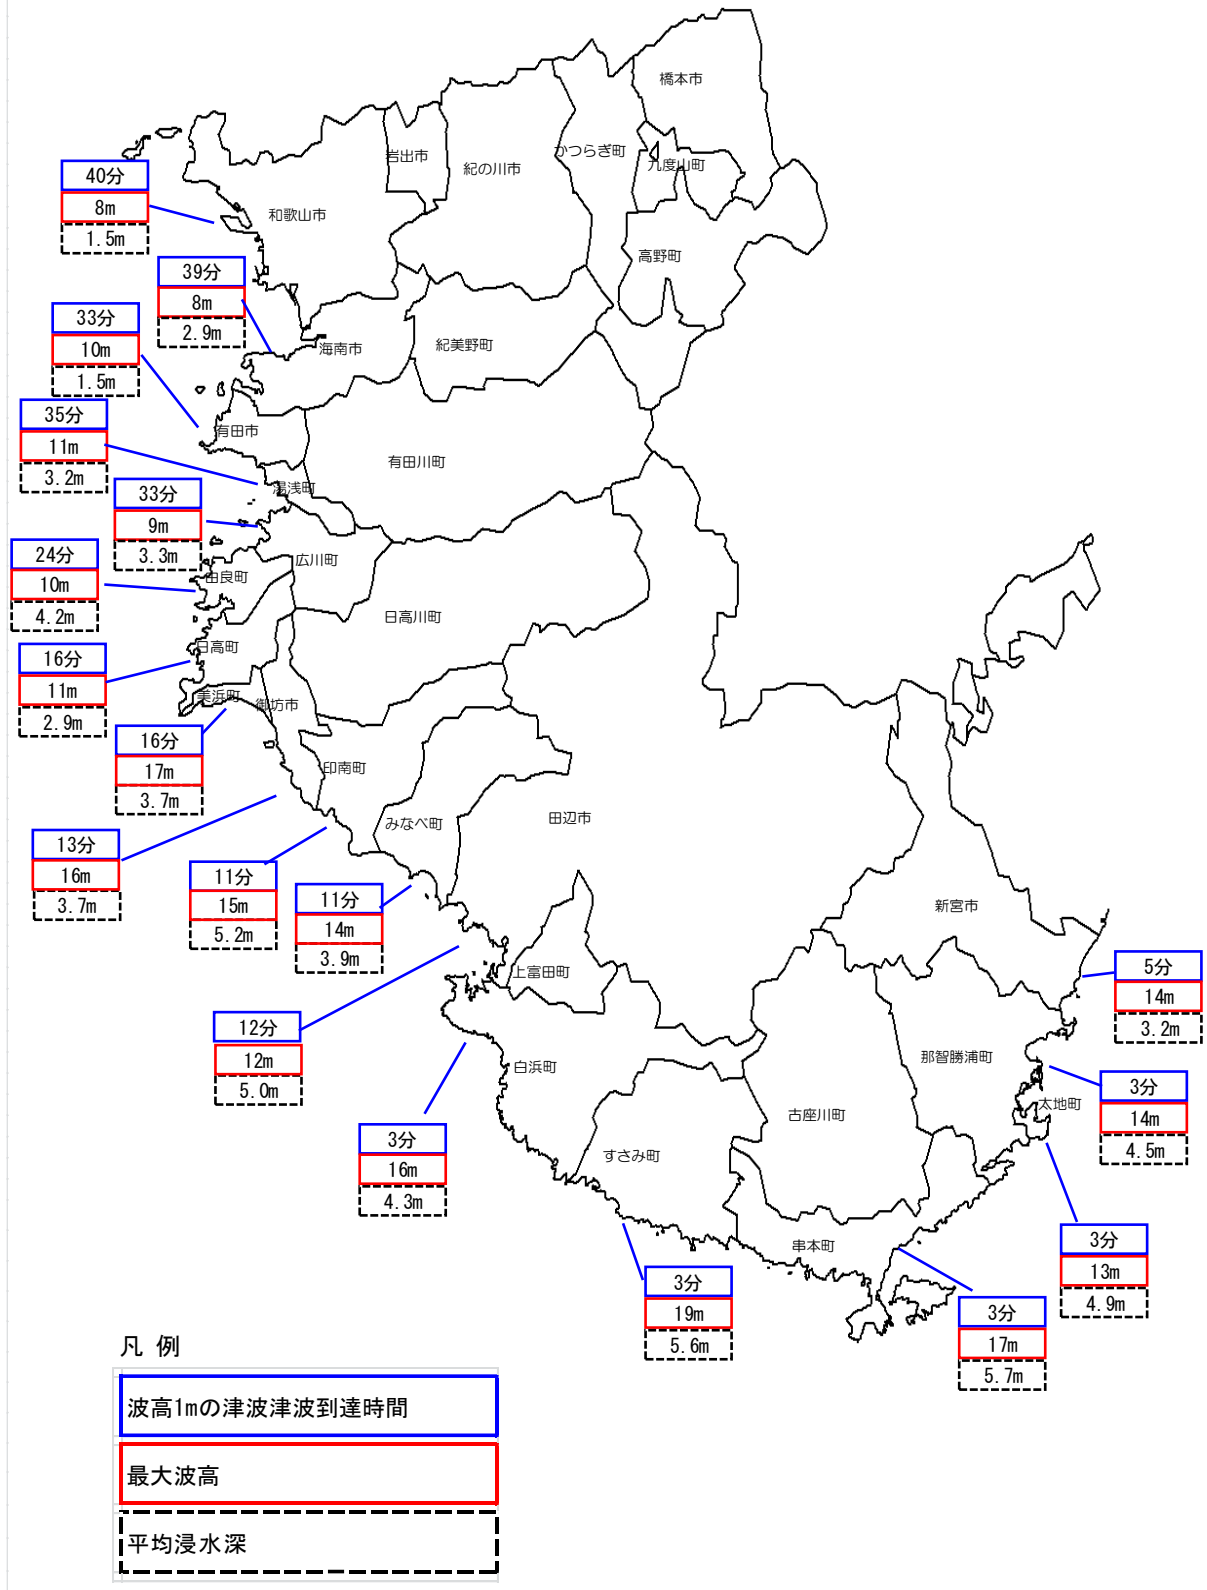 橋本市
岩出市
紀の川市
かつらぎ町
九度山町
40分
8m
1.5m
和歌山市
高野町
39分
8m
2.9m
33分
10m
1.5m
海南市
紀美野町
35分
11m
3.2m
有田市
有田川町
湯浅町
33分
9m
3.3m
広川町
24分
10m
4.2m
由良町
日高川町
16分
11m
2.9m
日高町
美浜町
御坊市
16分
17m
3.7m
印南町
みなべ町
田辺市
13分
16m
3.7m
11分
15m
5.2m
11分
14m
3.9m
新宮市
上富田町
5分
14m
3.2m
12分
12m
5.0m
白浜町
那智勝浦町
太地町
3分
14m
4.5m
古座川町
3分
16m
4.3m
すさみ町
串本町
3分
13m
4.9m
3分
19m
5.6m
3分
17m
5.7m
凡 例
波高1mの津波津波到達時間
最大波高
平均浸水深